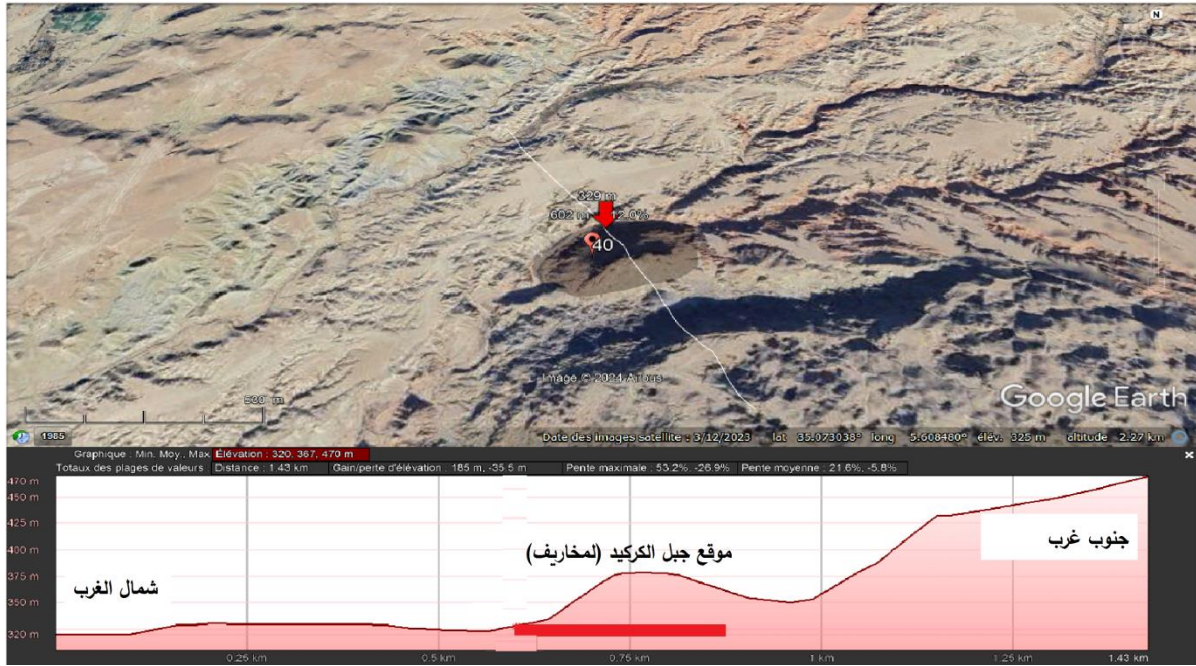 N
329 m
602 m 12.0%
40
Image © 2024 Airbus
Google Earth
530 m
1985
Date des images satellite : 3/12/2023 lat 35.073038° long -5.608480° élév. 325 m altitude 2.27 km
Graphique : Min. Moy., Max. Élévation : 320, 367, 470 m
Totaux des plages de valeurs Distance : 1.43 km Gain/perte d'élévation : 185 m, -35.5 m Pente maximale : 53.2%, -26.9% Pente moyenne : 21.6%, -5.8%
470 m
450 m
425 m
400 m
375 m
350 m
320 m
شمال الغرب
موقع جبل الكركيد (لمخاريف)
جنوب غرب
0.25 km 0.5 km 0.75 km 1 km 1.25 km 1.43 km